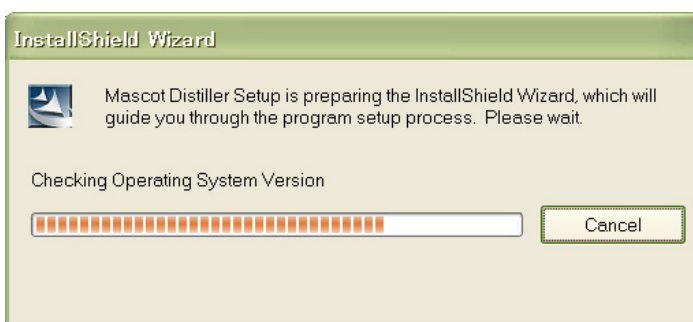 InstallShield Wizard
Mascot Distiller Setup is preparing the InstallShield Wizard, which will
guide you through the program setup process. Please wait.
Checking Operating System Version
Cancel